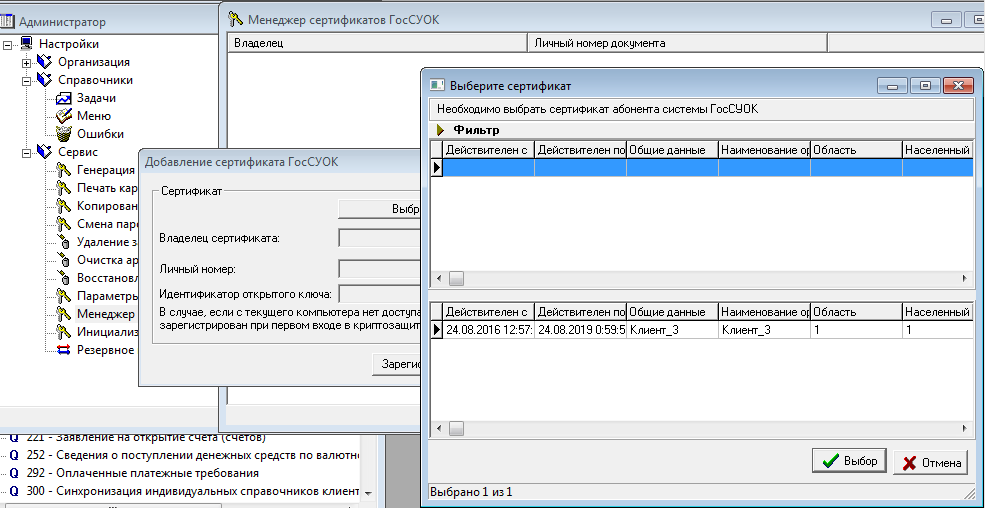 Администратор
Настройки
Организация
Справочники
Задачи
Меню
Ошибки
Сервис
Генерация
Печать кар
Копирован
Смена паро
Удаление з
Очистка ар
Восстановл
Параметры
Менеджер
Инициализ
Резервное
221 - Заявление на открытие счета (счетов)
252 - Сведения о поступлении денежных средств по валютн
292 - Оплаченные платежные требования
300 - Синхронизация индивидуальных справочников клиент
Менеджер сертификатов ГосСУОК
Владелец Личный номер документа
Добавление сертификата ГосСУОК
Сертификат
Выбр
Владелец сертификата:
Личный номер:
Идентификатор открытого ключа:
В случае, если с текущего компьютера нет доступа
зарегистрирован при первом входе в криптозащит
Зарегис
Выберите сертификат
Необходимо выбрать сертификат абонента системы ГосСУОК
Фильтр
Действителен с Действителен по Общие данные Наименование ор Область Населенный
Действителен с Действителен по Общие данные Наименование ор Область Населенный
24.08.2016 12:57: 24.08.2019 0:59:5 Клиент_3 Клиент_3 1 1
Выбор Отмена
Выбрано 1 из 1